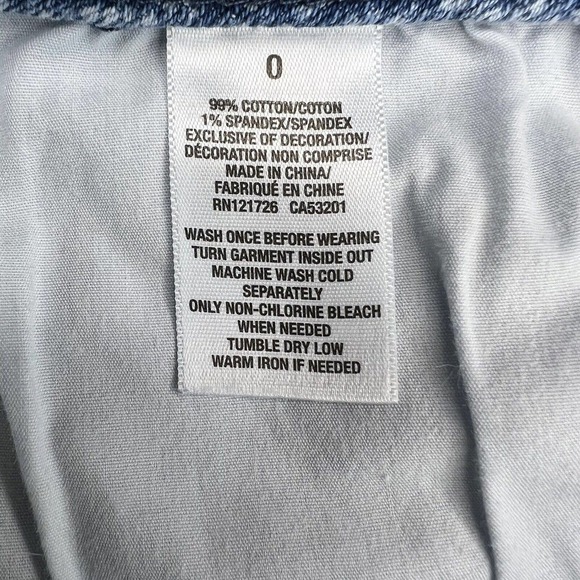 0
99% COTTON/COTON
1% SPANDEX/SPANDEX
EXCLUSIVE OF DECORATION/
DÉCORATION NON COMPRISE
MADE IN CHINA/
FABRIQUÉ EN CHINE
RN121726 CA53201
WASH ONCE BEFORE WEARING
TURN GARMENT INSIDE OUT
MACHINE WASH COLD
SEPARATELY
ONLY NON-CHLORINE BLEACH
WHEN NEEDED
TUMBLE DRY LOW
WARM IRON IF NEEDED